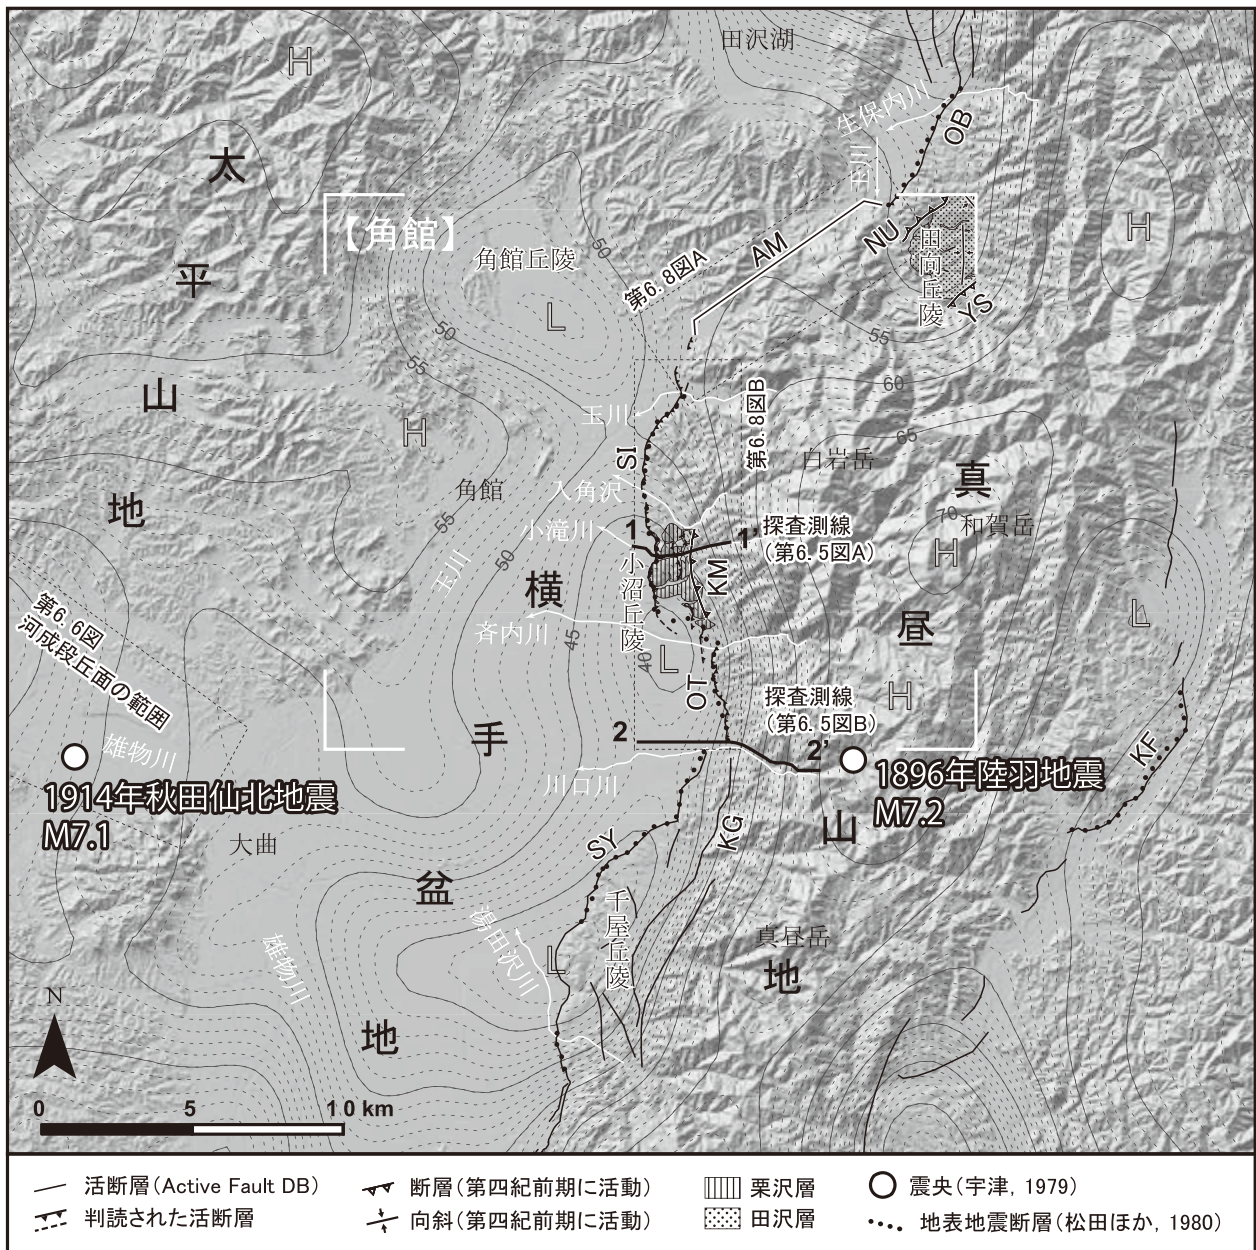 田沢湖
H
太
生保内川
OB
玉川
【角館】
50
角館丘陵
H
NU
田向丘陵
AM
第6.8図A
YS
平
L
50
55
55
60
65
山
H
玉川
第6.8図B
SI
白岩岳
真
角館
入角沢
地
55
小滝川
1
1'
探査測線
(第6.5図A)
70
和賀岳
H
50
玉川
小沼丘陵
KM
横
第6.6図
河成段丘面の範囲
斉内川
45
40
L
昼
L
H
OT
探査測線
(第6.5図B)
2
2'
手
雄物川
1914年秋田仙北地震
M7.1
川口川
1896年陸羽地震
M7.2
KF
大曲
SY
KG
山
盆
千屋丘陵
湯田沢川
雄物川
L
真昼岳
地
N
地
0 5 10 km
活断層(Active Fault DB)
断層(第四紀前期に活動)
栗沢層
震央(宇津, 1979)
判読された活断層
向斜(第四紀前期に活動)
田沢層
地表地震断層(松田ほか, 1980)